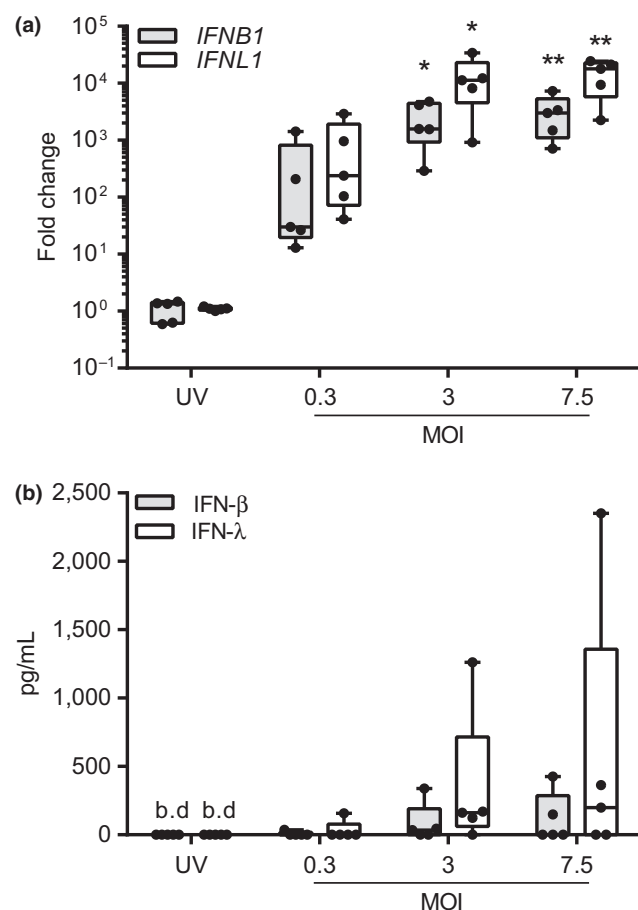 (a)
IFNB1
IFNL1
Fold change
10⁵
10⁴
10³
10²
10¹
10⁰
10⁻¹
* * ** **
UV 0.3 3 7.5
MOI
(b)
IFN-β
IFN-λ
pg/mL
2,500
2,000
1,500
1,000
500
0
b.d b.d
UV 0.3 3 7.5
MOI